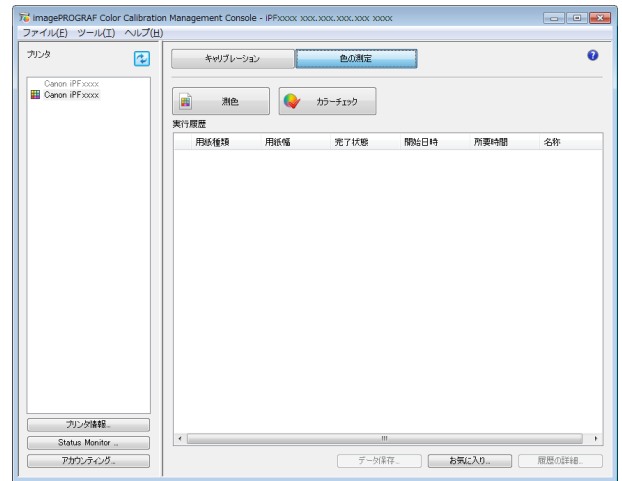 imagePROGRAF Color Calibration Management Console - iPFxxxx xxx.xxx.xxx.xxx xxxx
ファイル(F) ツール(T) ヘルプ(H)
プリンタ
キャリブレーション 色の測定
Canon iPFxxxx
Canon iPFxxxx
測色 カラーチェック
実行履歴
用紙種類 用紙幅 完了状態 開始日時 所要時間 名称
プリンタ情報...
Status Monitor ...
アカウンティング...
データ保存... お気に入り... 履歴の詳細...